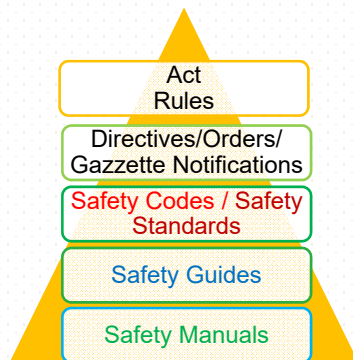 Act
Rules
Directives/Orders/
Gazzette Notifications
Safety Codes / Safety
Standards
Safety Guides
Safety Manuals